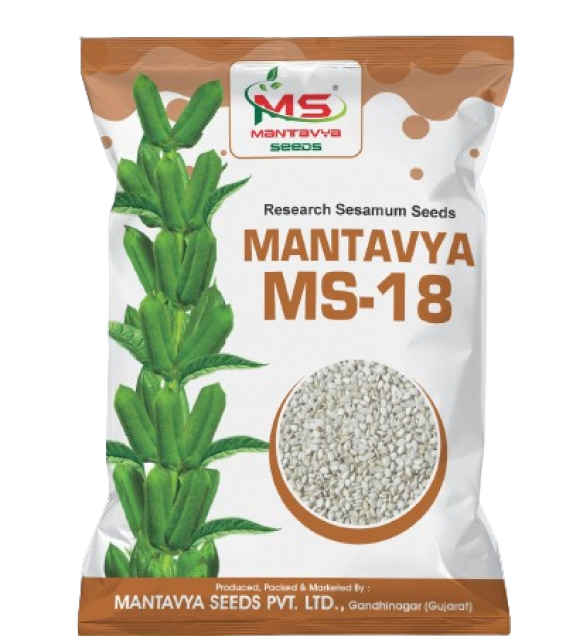 MS®
MANTAVYA
SEEDS
Research Sesamum Seeds
MANTAVYA
MS-18
Produced, Packed & Marketed By :
MANTAVYA SEEDS PVT. LTD., Gandhinagar (Gujarat)